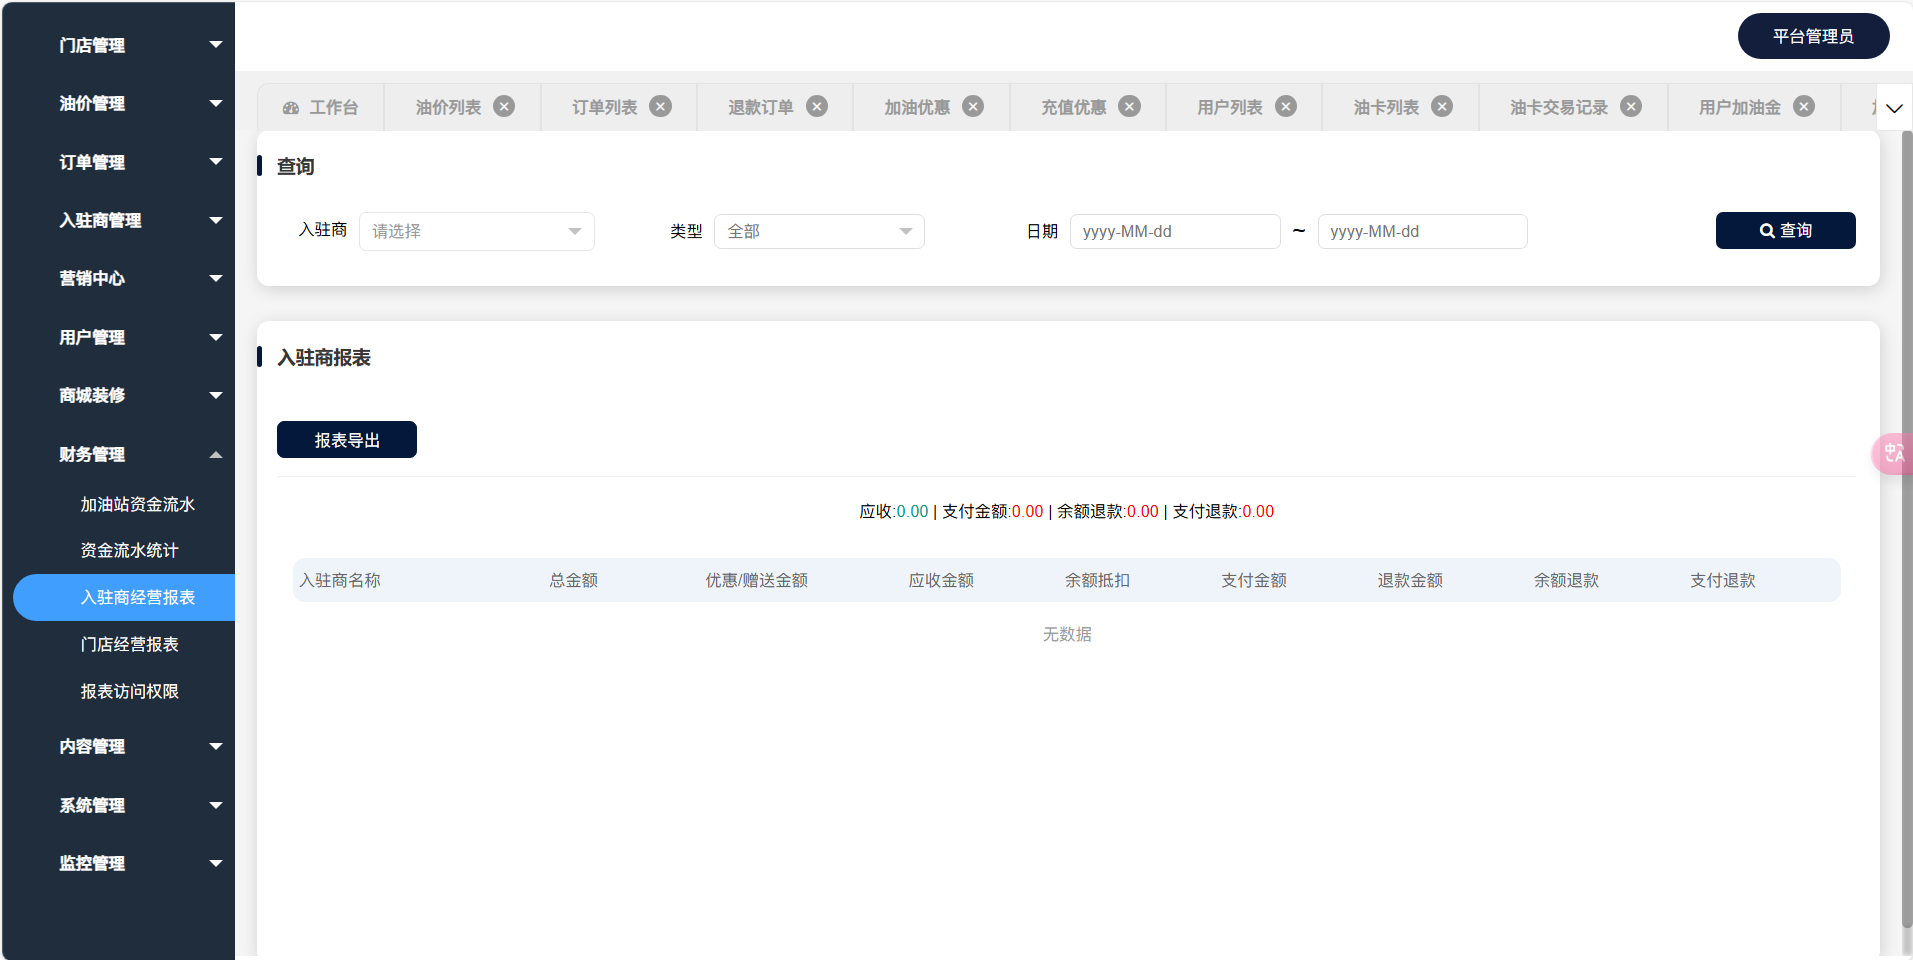 平台管理员
门店管理
油价管理
订单管理
入驻商管理
营销中心
用户管理
商城装修
财务管理
加油站资金流水
资金流水统计
入驻商经营报表
门店经营报表
报表访问权限
内容管理
系统管理
监控管理
工作台 油价列表 订单列表 退款订单 加油优惠 充值优惠 用户列表 油卡列表 油卡交易记录 用户加油金
查询
入驻商 请选择 类型 全部 日期 yyyy-MM-dd ~ yyyy-MM-dd 查询
入驻商报表
报表导出
应收:0.00 | 支付金额:0.00 | 余额退款:0.00 | 支付退款:0.00
入驻商名称 总金额 优惠/赠送金额 应收金额 余额抵扣 支付金额 退款金额 余额退款 支付退款
无数据
中A